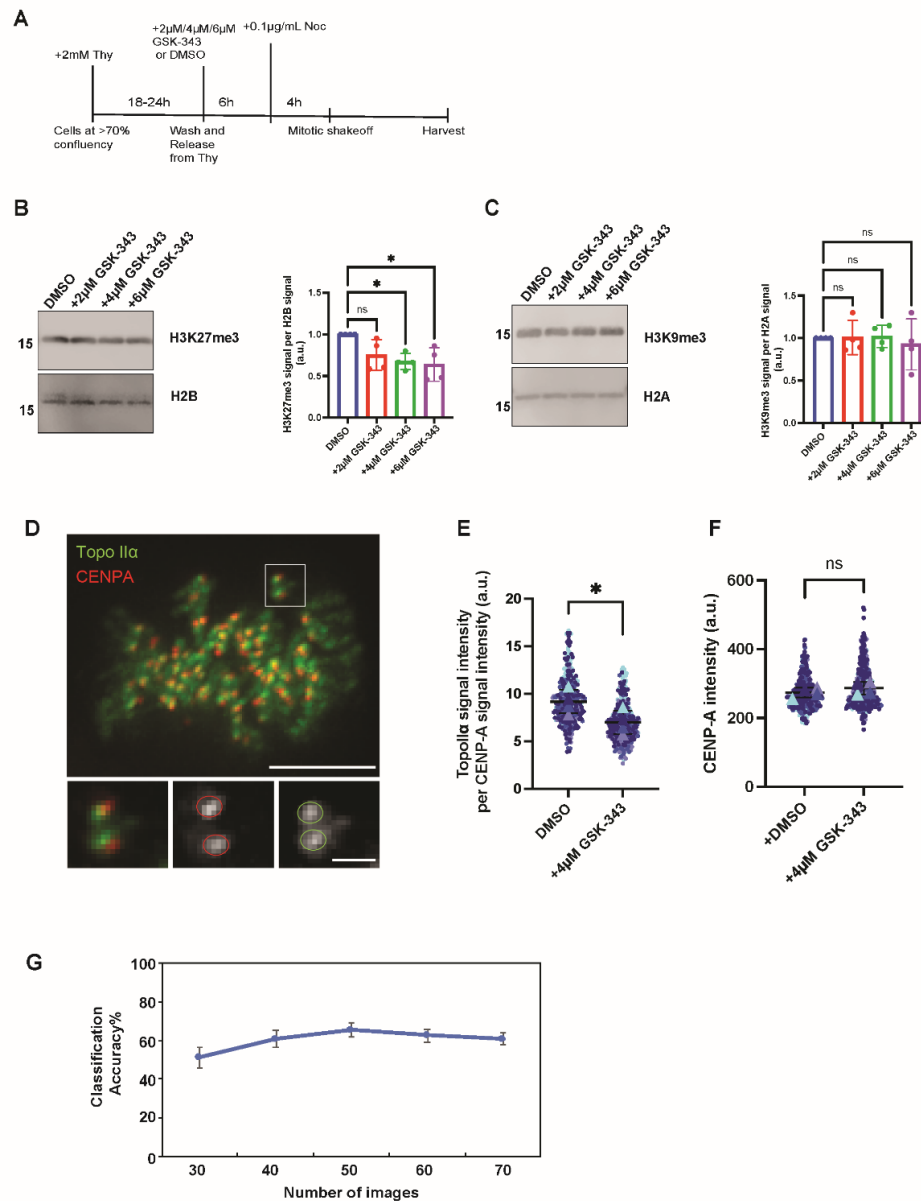 A
+2mM Thy
+2µM/4µM/6µM
GSK-343
or DMSO
+0.1µg/mL Noc
18-24h
6h
4h
Cells at >70%
confluency
Wash and
Release
from Thy
Mitotic shakeoff
Harvest
B
DMSO
+2µM GSK-343
+4µM GSK-343
+6µM GSK-343
15
H3K27me3
15
H2B
H3K27me3 signal per H2B signal
(a.u.)
1.5
1.0
0.5
0.0
ns
*
*
DMSO
+2µM GSK-343
+4µM GSK-343
+6µM GSK-343
C
DMSO
+2µM GSK-343
+4µM GSK-343
+6µM GSK-343
15
H3K9me3
15
H2A
H3K9me3 signal per H2A signal
(a.u.)
1.5
1.0
0.5
0.0
ns
ns
ns
DMSO
+2µM GSK-343
+4µM GSK-343
+6µM GSK-343
D
Topo IIα
CENPA
E
TopoIIα signal intensity
per CENP-A signal intensity (a.u.)
20
15
10
5
0
*
DMSO
+4µM GSK-343
F
CENP-A intensity (a.u.)
600
400
200
0
ns
+DMSO
+4µM GSK-343
G
Classification
Accuracy%
100
80
60
40
20
0
30
40
50
60
70
Number of images